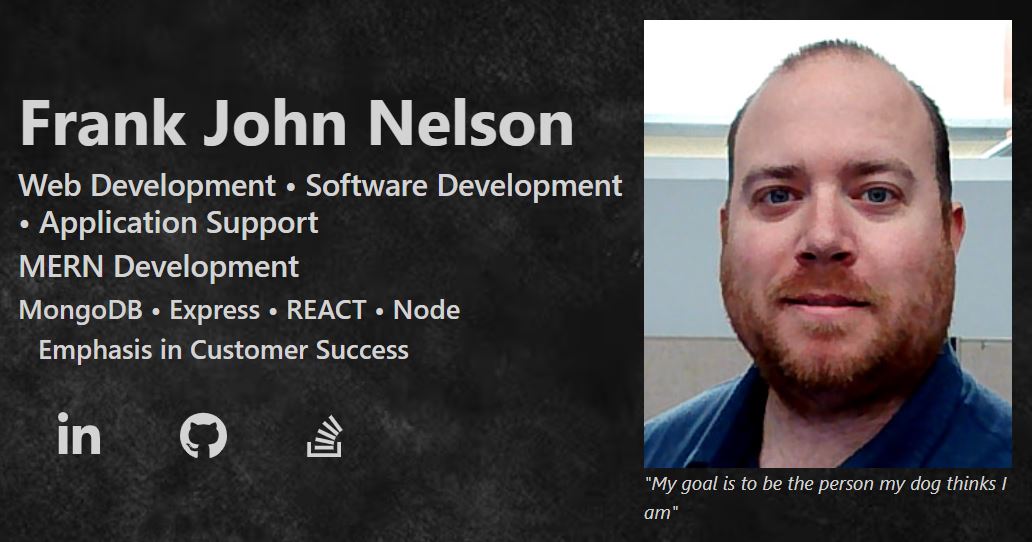 Frank John Nelson
Web Development • Software Development
• Application Support
MERN Development
MongoDB • Express • REACT • Node
Emphasis in Customer Success
in
"My goal is to be the person my dog thinks I
am"